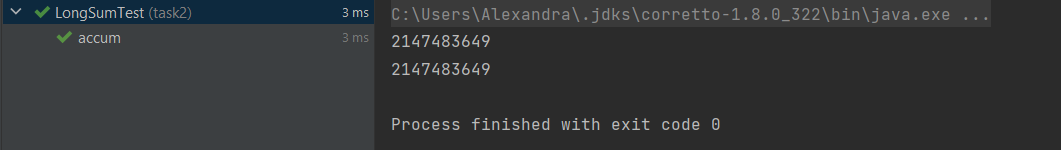 LongSumTest (task2) 3 ms
accum 3 ms
C:\Users\Alexandra\.jdks\corretto-1.8.0_322\bin\java.exe ...
2147483649
2147483649
Process finished with exit code 0